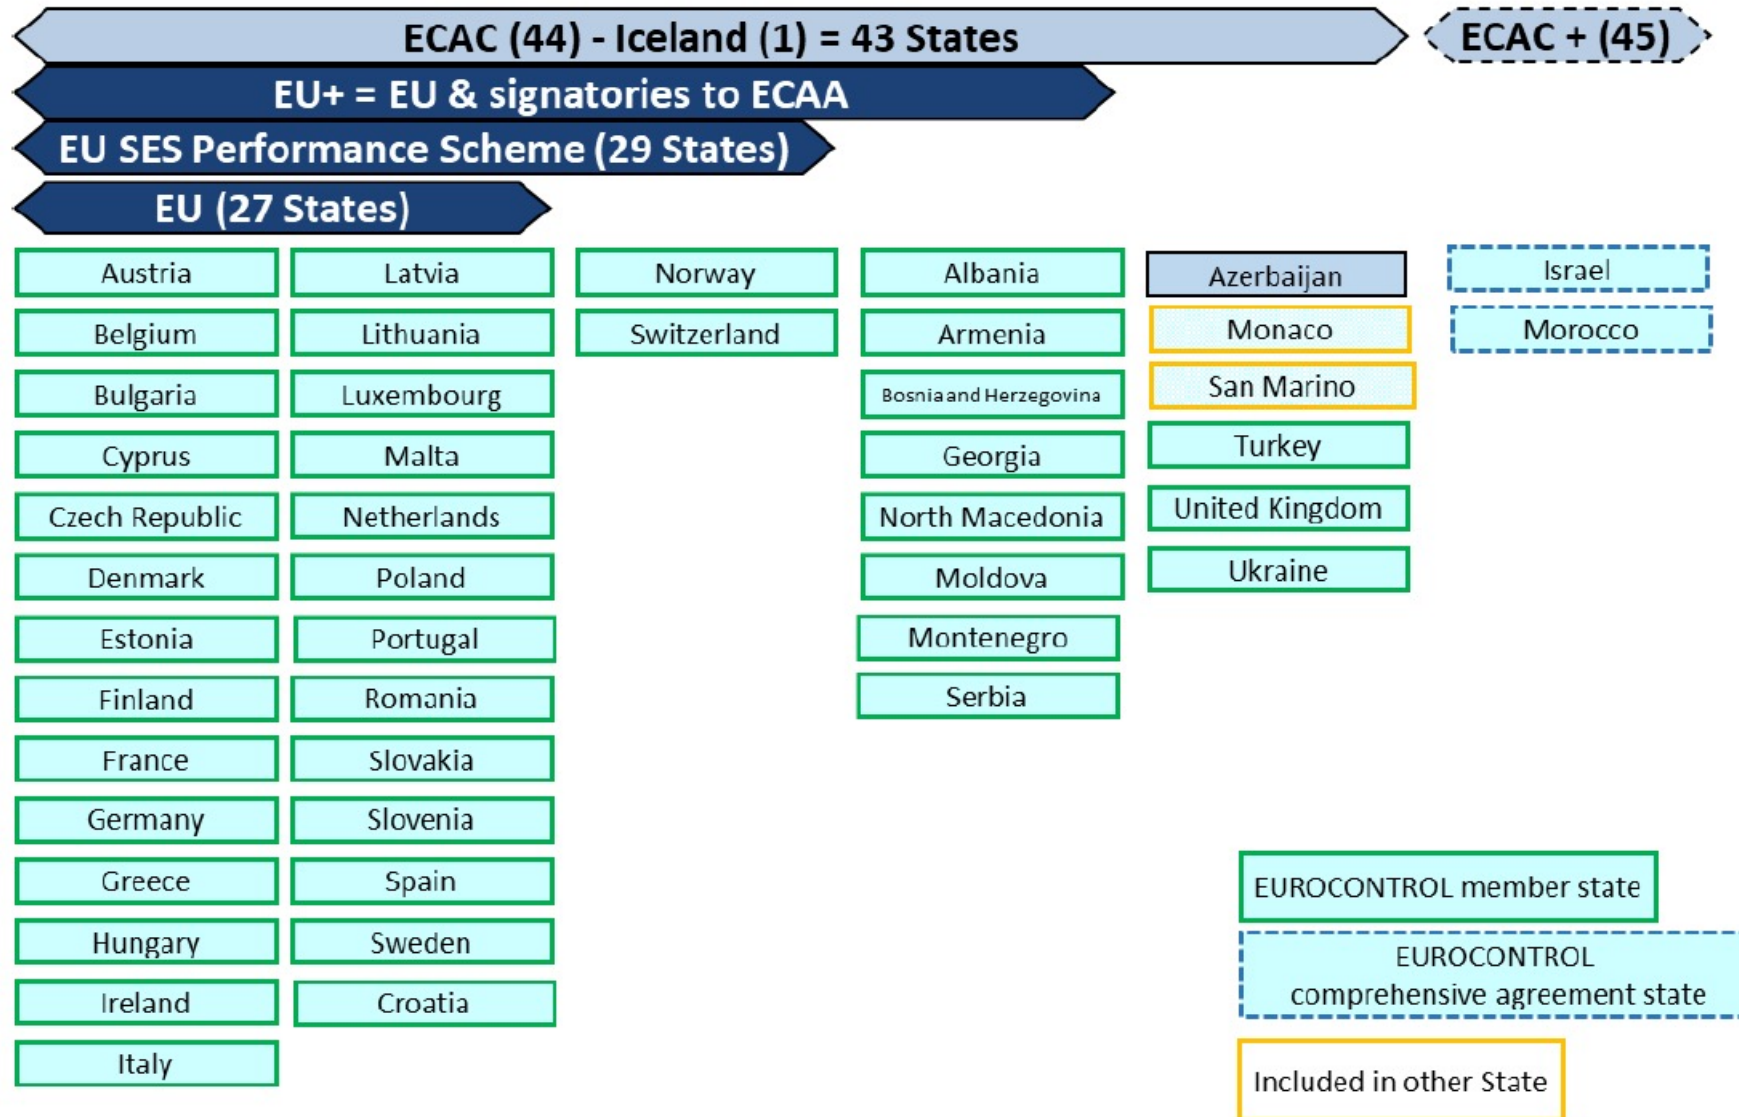 ECAC (44) - Iceland (1) = 43 States
ECAC + (45)
EU+ = EU & signatories to ECAA
EU SES Performance Scheme (29 States)
EU (27 States)
Austria
Belgium
Bulgaria
Cyprus
Czech Republic
Denmark
Estonia
Finland
France
Germany
Greece
Hungary
Ireland
Italy
Latvia
Lithuania
Luxembourg
Malta
Netherlands
Poland
Portugal
Romania
Slovakia
Slovenia
Spain
Sweden
Croatia
Norway
Switzerland
Albania
Armenia
Bosnia and Herzegovina
Georgia
North Macedonia
Moldova
Montenegro
Serbia
Azerbaijan
Monaco
San Marino
Turkey
United Kingdom
Ukraine
Israel
Morocco
EUROCONTROL member state
EUROCONTROL
comprehensive agreement state
Included in other State